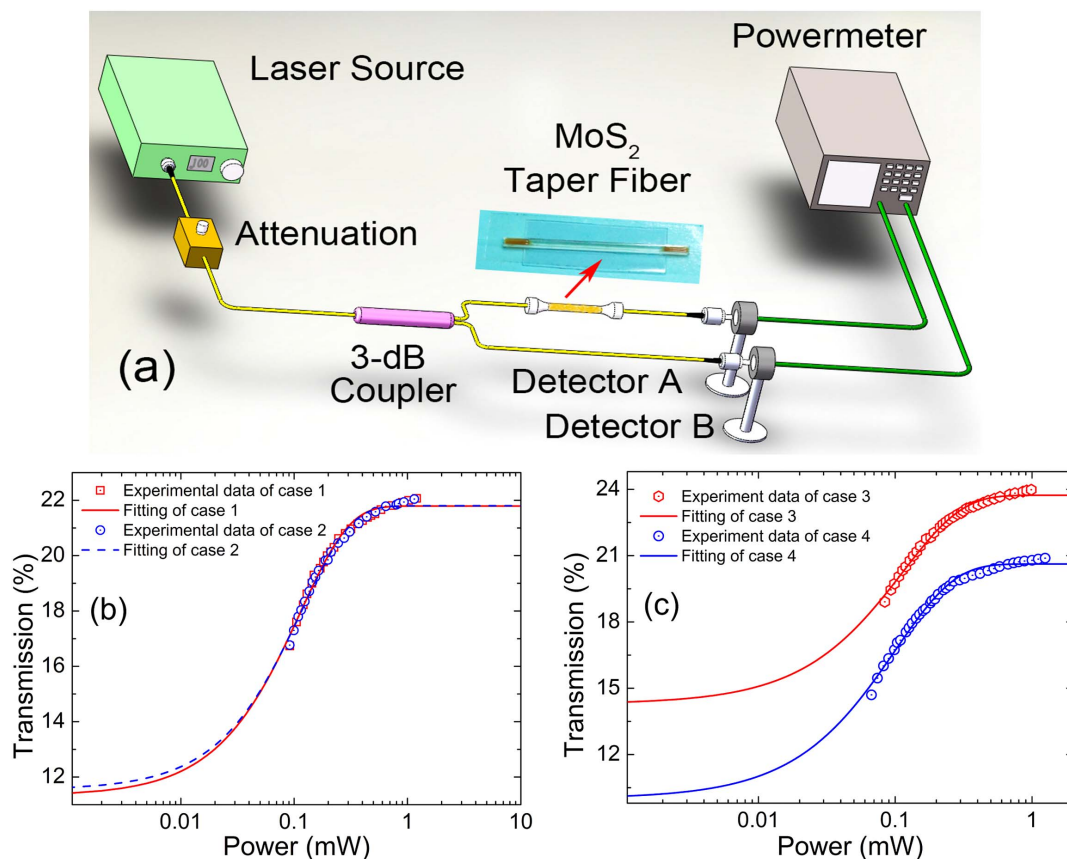 Laser Source
100
Powermeter
MoS₂
Taper Fiber
Attenuation
(a)
3-dB
Coupler
Detector A
Detector B
Experimental data of case 1
Fitting of case 1
Experimental data of case 2
Fitting of case 2
(b)
Transmission (%)
22
20
18
16
14
12
0.01
0.1
1
10
Power (mW)
Experiment data of case 3
Fitting of case 3
Experiment data of case 4
Fitting of case 4
(c)
Transmission (%)
24
21
18
15
12
0.01
0.1
1
Power (mW)